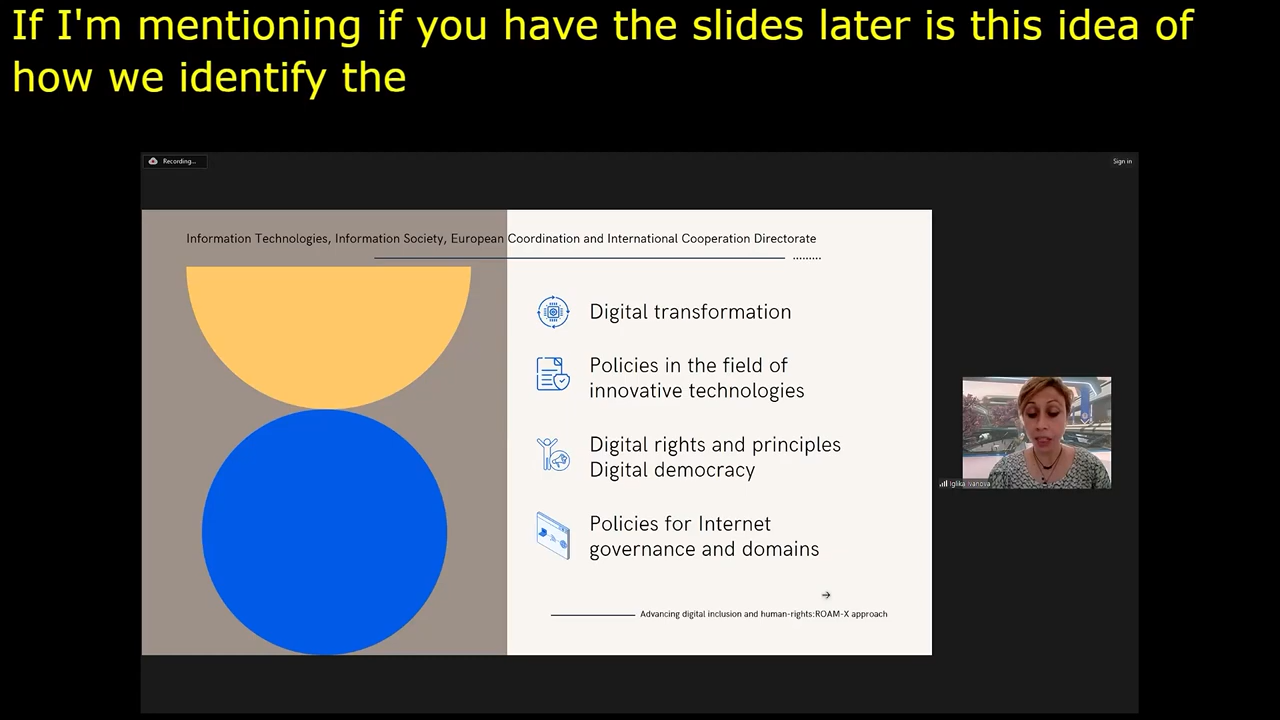 If I'm mentioning if you have the slides later is this idea of
how we identify the
Recording...
Sign in
Information Technologies, Information Society, European Coordination and International Cooperation Directorate
Digital transformation
Policies in the field of
innovative technologies
Digital rights and principles
Digital democracy
Policies for Internet
governance and domains
Advancing digital inclusion and human-rights:ROAM-X approach
Iglika Ivanova